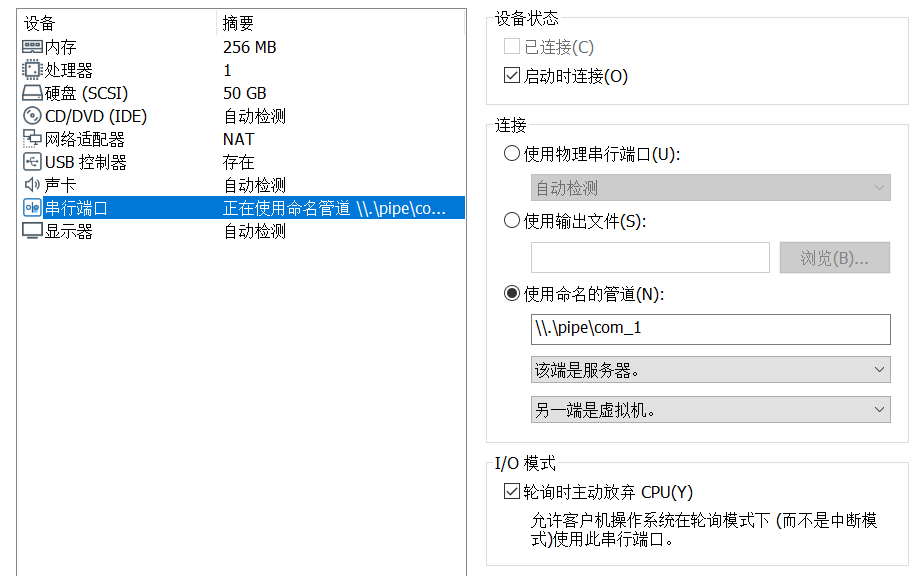 设备 摘要
内存 256 MB
处理器 1
硬盘 (SCSI) 50 GB
CD/DVD (IDE) 自动检测
网络适配器 NAT
USB 控制器 存在
声卡 自动检测
串行端口 正在使用命名管道 \\.\pipe\co...
显示器 自动检测
设备状态
已连接(C)
启动时连接(O)
连接
使用物理串行端口(U):
自动检测
使用输出文件(S):
浏览(B)...
使用命名的管道(N):
\\.\pipe\com_1
该端是服务器。
另一端是虚拟机。
I/O 模式
轮询时主动放弃 CPU(Y)
允许客户机操作系统在轮询模式下 (而不是中断模
式)使用此串行端口。